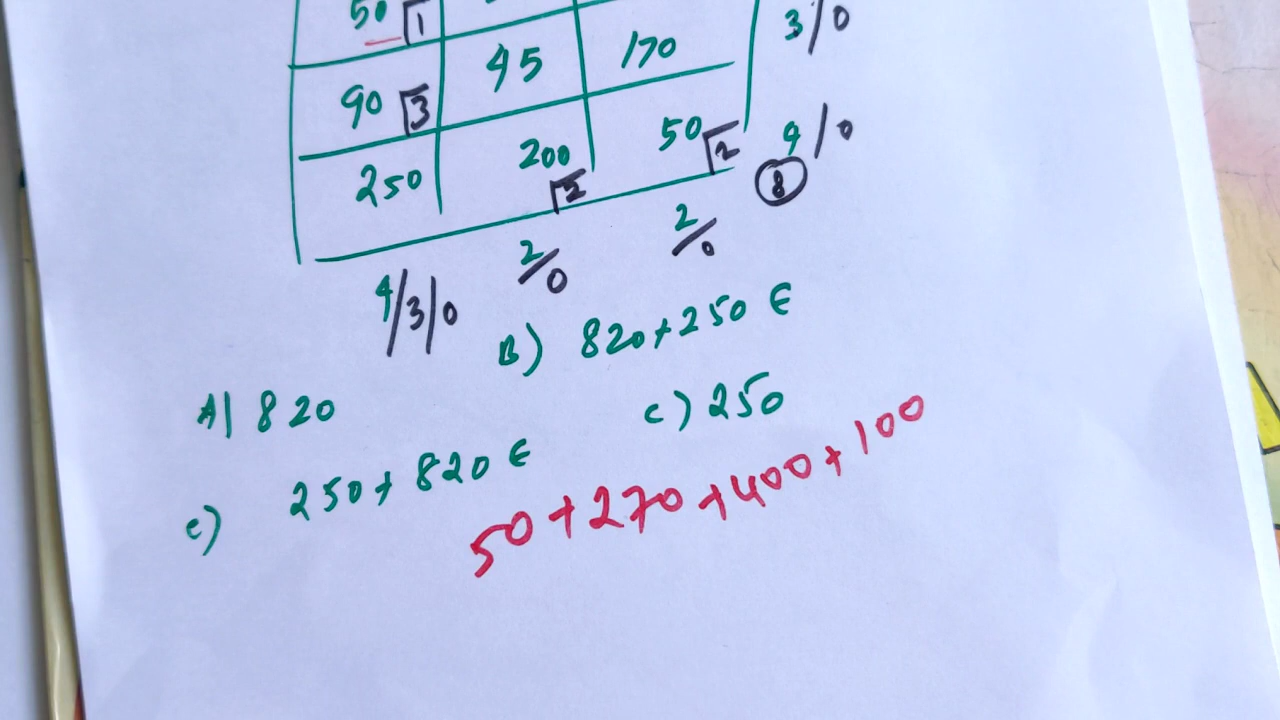 50 1 3/0
90 3 45 170
250 200 2 50 2 4/0
8
4/3/0 2/0 2/0
B) 820+250 €
A) 820
C) 250
250+820 €
e)
50+270+400+100